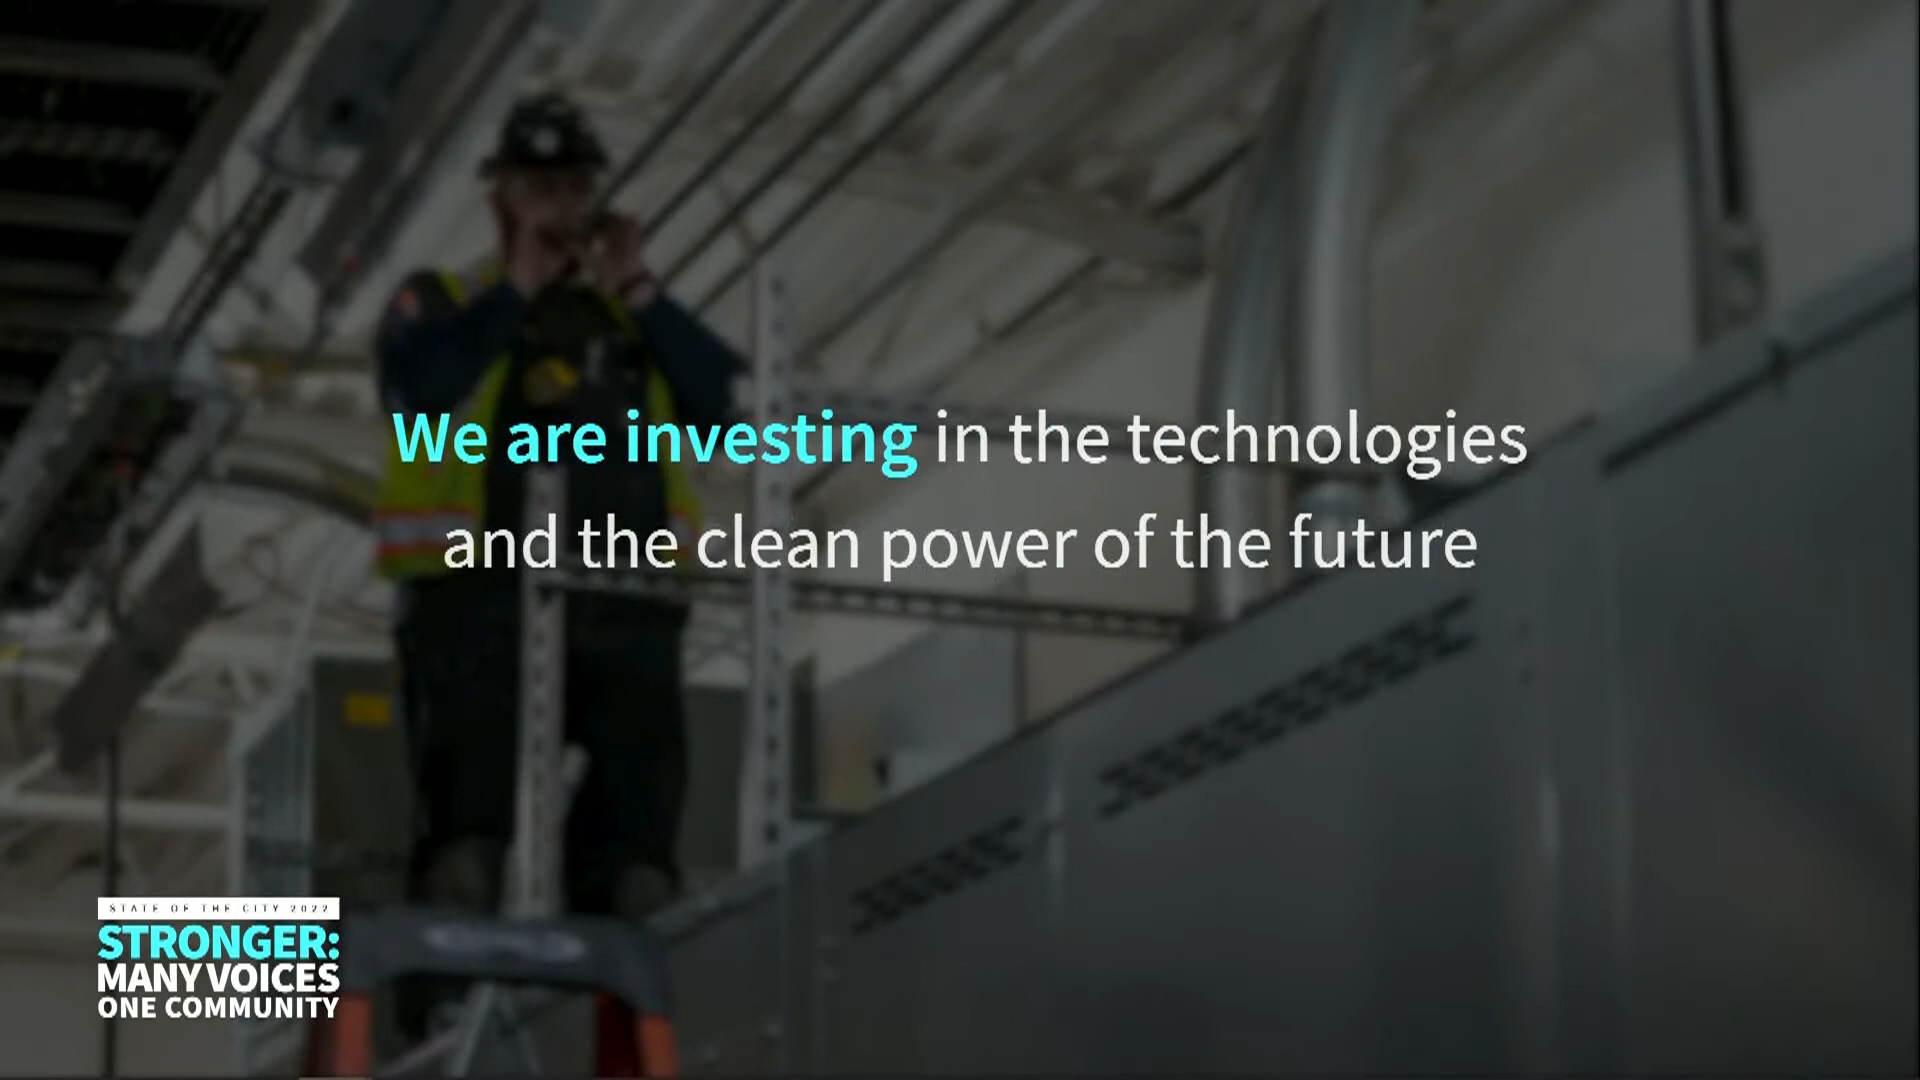 We are investing in the technologies
and the clean power of the future
STATE OF THE CITY 2022
STRONGER:
MANY VOICES
ONE COMMUNITY